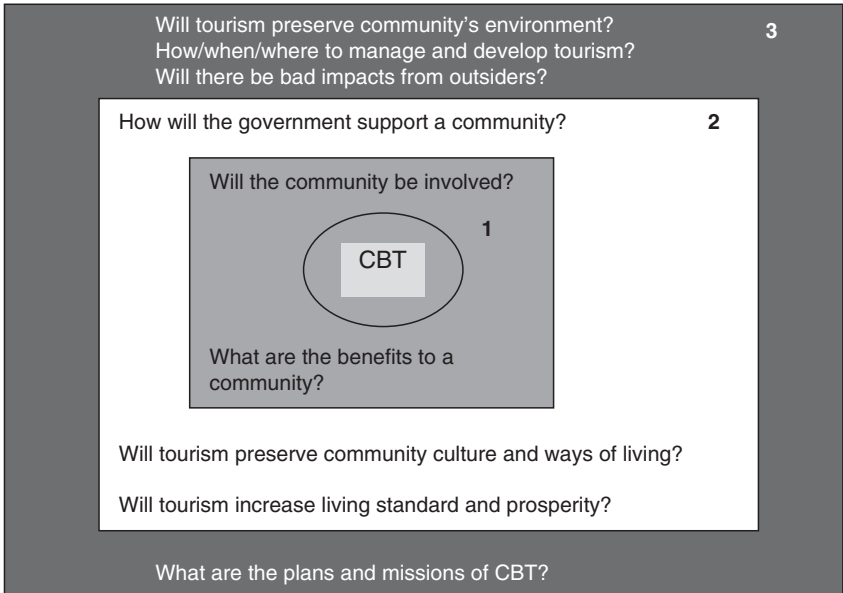 Will tourism preserve community's environment?
3
How/when/where to manage and develop tourism?
Will there be bad impacts from outsiders?
How will the government support a community?
2
Will the community be involved?
1
CBT
What are the benefits to a
community?
Will tourism preserve community culture and ways of living?
Will tourism increase living standard and prosperity?
What are the plans and missions of CBT?